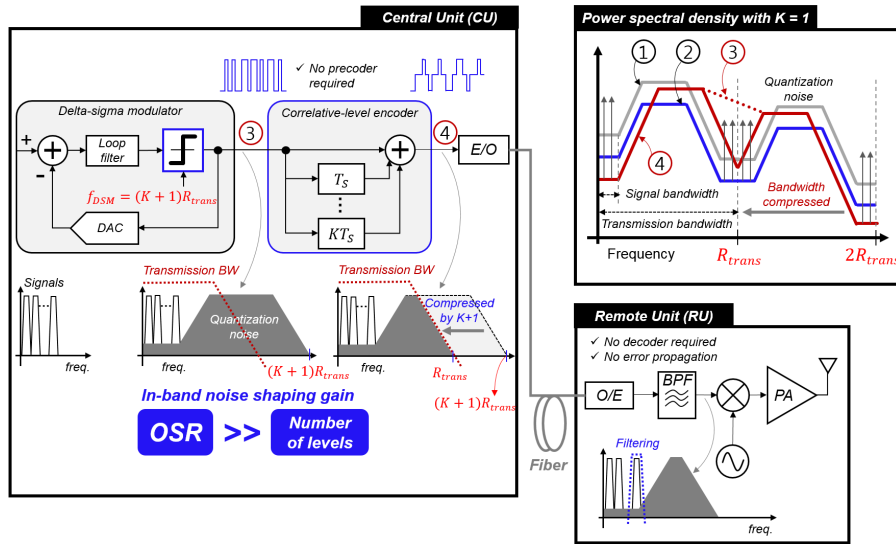 Central Unit (CU)
✓ No precoder
required
Delta-sigma modulator
Correlative-level encoder
+
-
Loop
filter
③
④
E/O
f_DSM = (K + 1)R_trans
T_S
KT_S
DAC
Signals
freq.
Transmission BW
Quantization
noise
(K + 1)R_trans
freq.
Transmission BW
Compressed
by K+1
R_trans
freq.
(K + 1)R_trans
In-band noise shaping gain
OSR
>>
Number
of levels
Fiber
Power spectral density with K = 1
①
②
③
④
Quantization
noise
Signal bandwidth
Transmission bandwidth
Bandwidth
compressed
Frequency
R_trans
2R_trans
Remote Unit (RU)
✓ No decoder required
✓ No error propagation
O/E
BPF
PA
Filtering
freq.